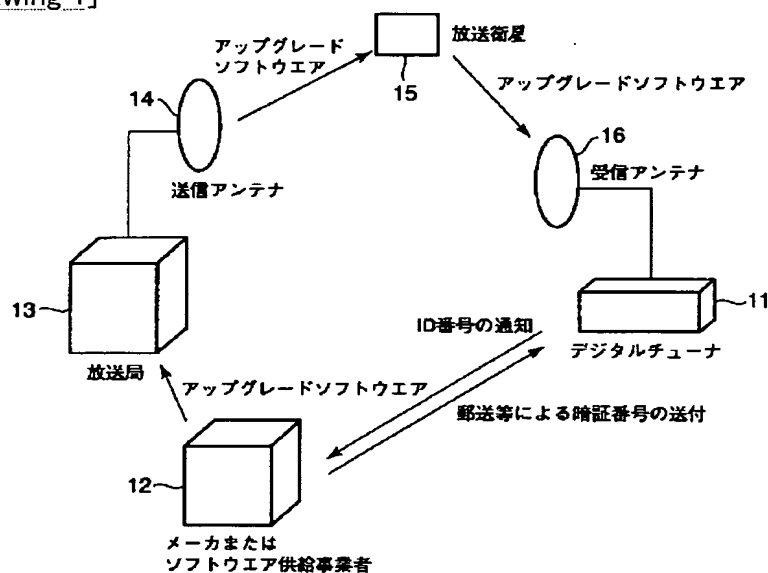 wing 1]
アップグレード
ソフトウエア
放送衛星
15
アップグレードソフトウエア
14
16
送信アンテナ
受信アンテナ
13
11
放送局
ID番号の通知
デジタルチューナ
アップグレードソフトウエア
郵送等による暗証番号の送付
12
メーカまたは
ソフトウエア供給事業者